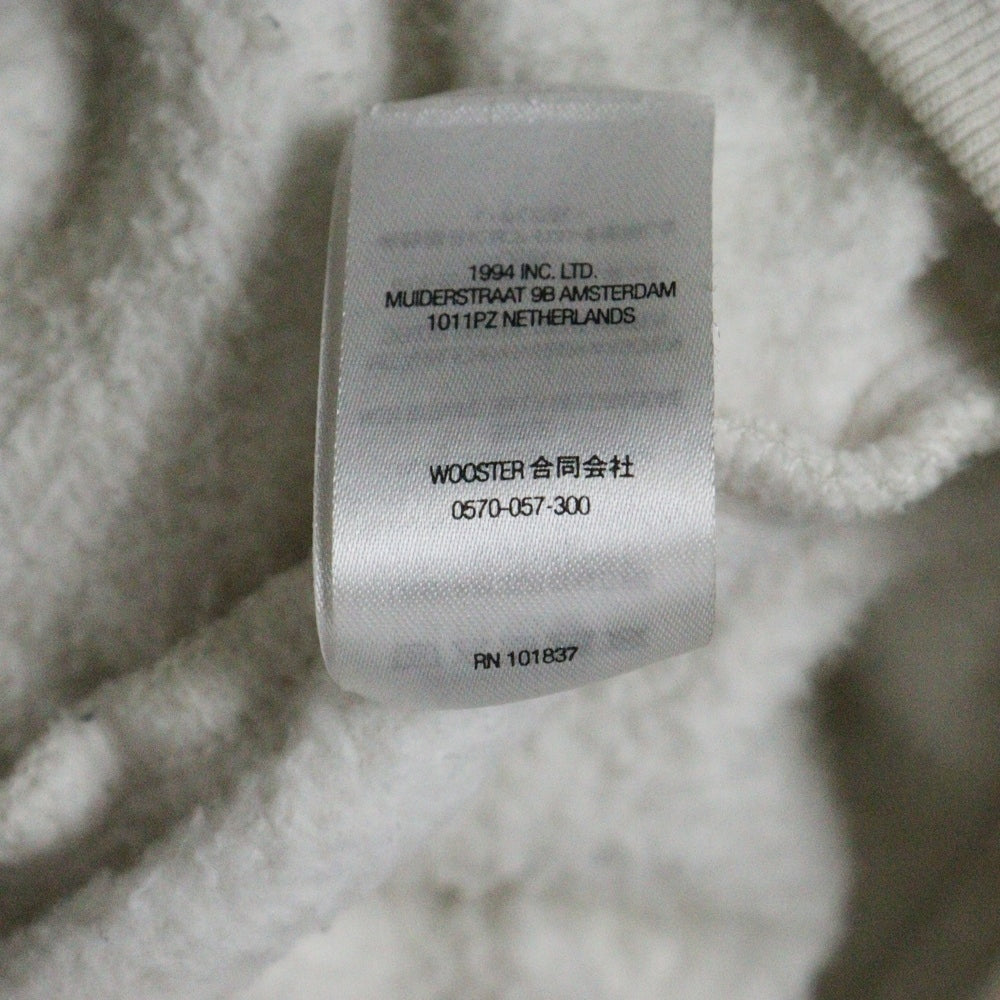 1994 INC. LTD.
MUIDERSTRAAT 9B AMSTERDAM
1011PZ NETHERLANDS
WOOSTER 合同会社
0570-057-300
RN 101837